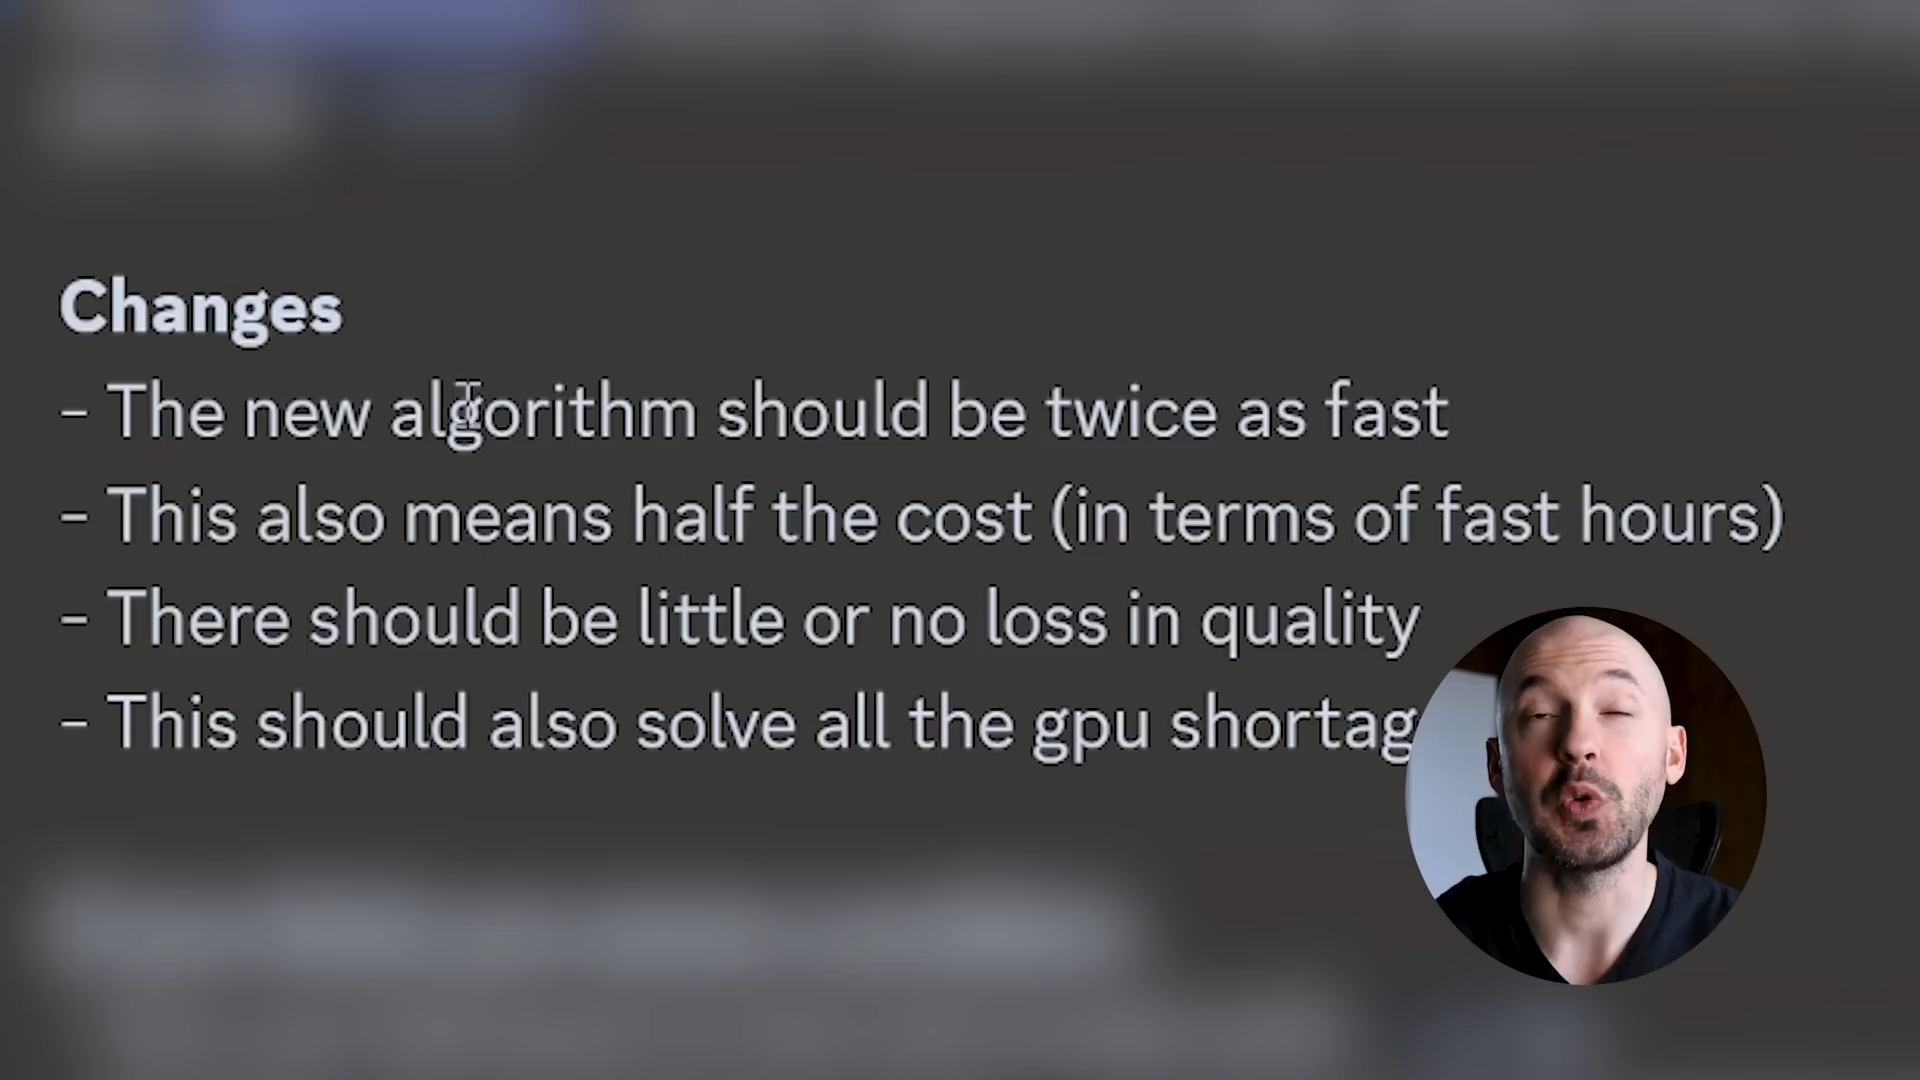 Changes
- The new algorithm should be twice as fast
- This also means half the cost (in terms of fast hours)
- There should be little or no loss in quality
- This should also solve all the gpu